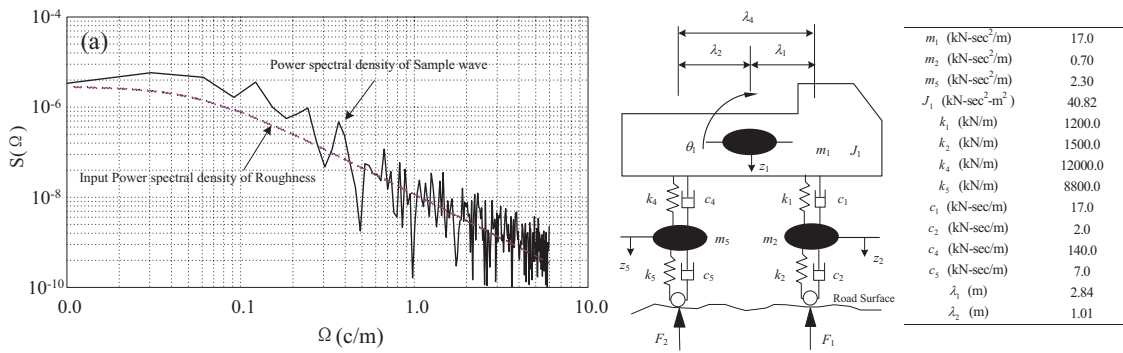 (a)
10-4
10-6
10-8
10-10
S(Ω)
Power spectral density of Sample wave
Input Power spectral density of Roughness
0.0
0.1
1.0
10.0
Ω (c/m)
λ4
λ2
λ1
θ1
m1
J1
z1
k4
c4
k1
c1
m5
m2
z5
z2
k5
c5
k2
c2
Road Surface
F2
F1
m1 (kN-sec2/m) 17.0
m2 (kN-sec2/m) 0.70
m5 (kN-sec2/m) 2.30
J1 (kN-sec2-m2 ) 40.82
k1 (kN/m) 1200.0
k2 (kN/m) 1500.0
k4 (kN/m) 12000.0
k5 (kN/m) 8800.0
c1 (kN-sec/m) 17.0
c2 (kN-sec/m) 2.0
c4 (kN-sec/m) 140.0
c5 (kN-sec/m) 7.0
λ1 (m) 2.84
λ2 (m) 1.01